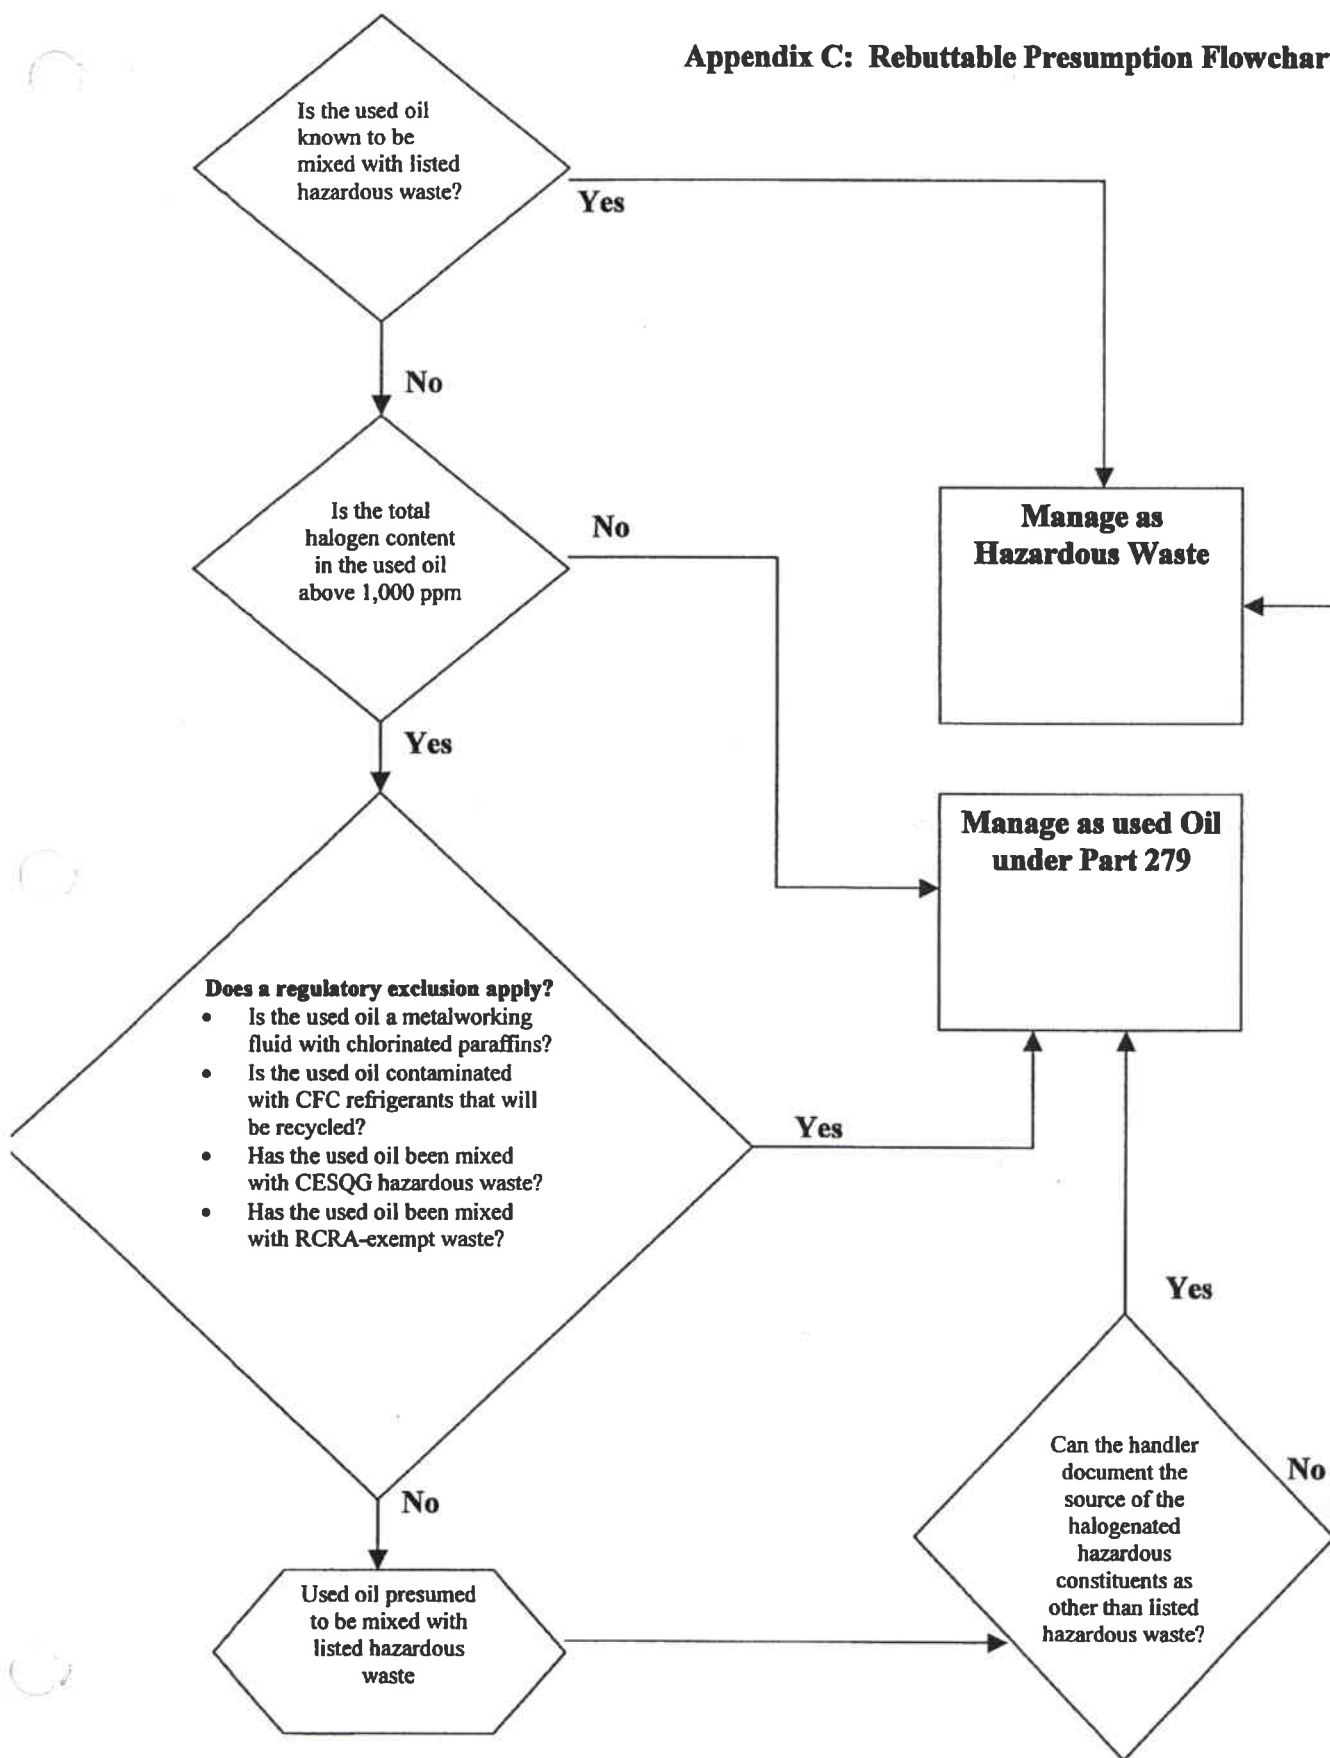 Appendix C: Rebuttable Presumption Flowchar
Is the used oil
known to be
mixed with listed
hazardous waste?
Yes
No
Is the total
halogen content
in the used oil
above 1,000 ppm
No
Manage as
Hazardous Waste
Yes
Manage as used Oil
under Part 279
Does a regulatory exclusion apply?
• Is the used oil a metalworking
fluid with chlorinated paraffins?
• Is the used oil contaminated
with CFC refrigerants that will
be recycled?
• Has the used oil been mixed
with CESQG hazardous waste?
• Has the used oil been mixed
with RCRA-exempt waste?
Yes
Yes
No
Can the handler
document the
source of the
halogenated
hazardous
constituents as
other than listed
hazardous waste?
No
Used oil presumed
to be mixed with
listed hazardous
waste